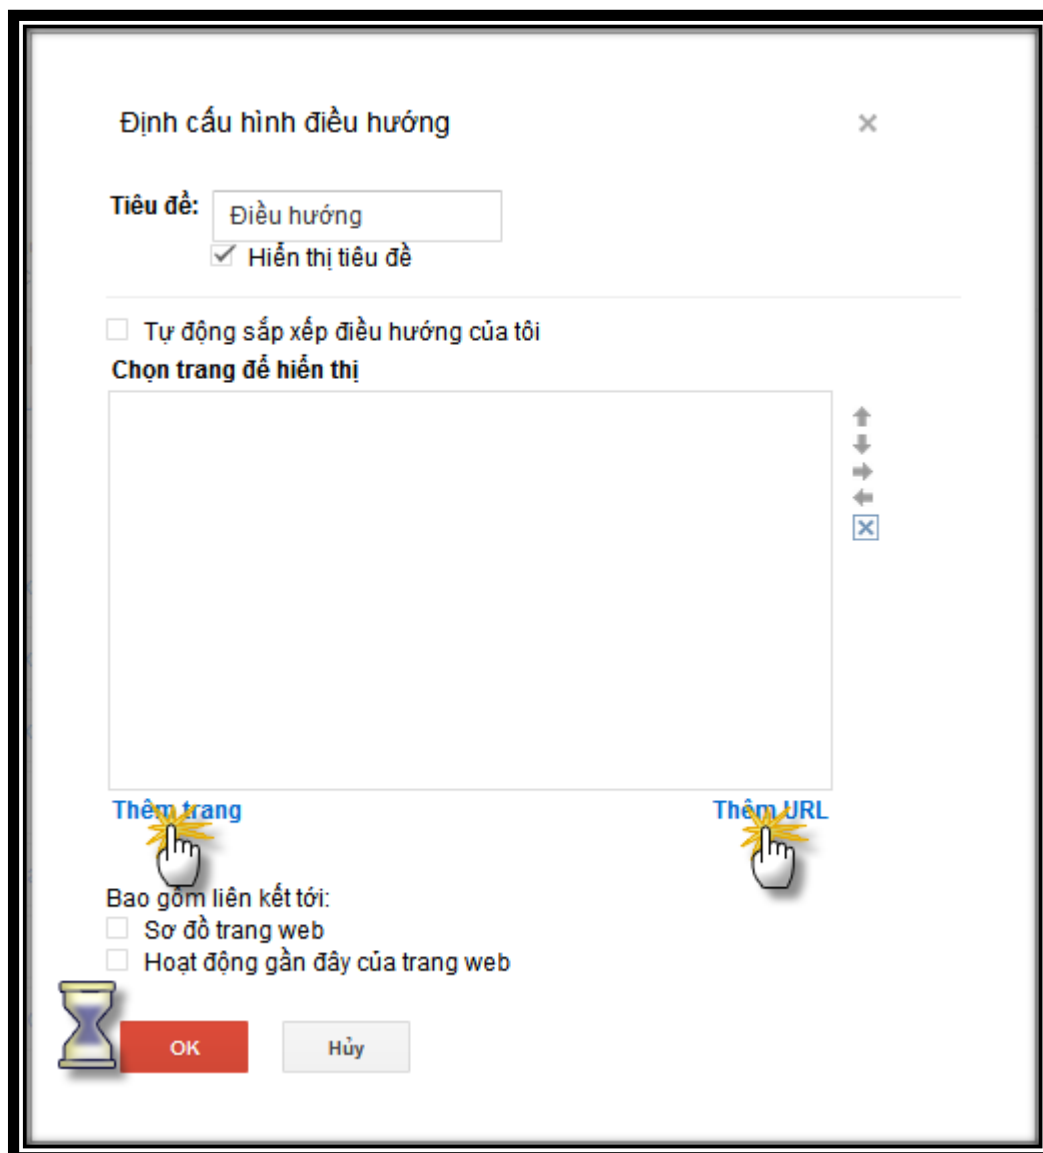 Định cấu hình điều hướng
Tiêu đề: Điều hướng
Hiển thị tiêu đề
Tự động sắp xếp điều hướng của tôi
Chọn trang để hiển thị
Thêm trang Thêm URL
Bao gồm liên kết tới:
Sơ đồ trang web
Hoạt động gần đây của trang web
OK Hủy